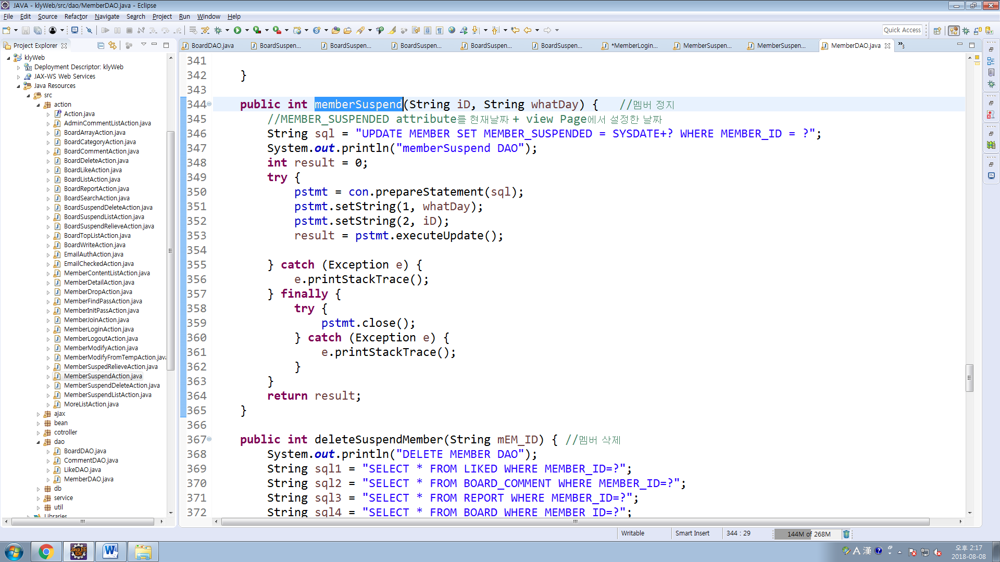 JAVA - klyWeb/src/dao/MemberDAO.java - Eclipse
File Edit Source Refactor Navigate Search Project Run Window Help
Quick Access
Project Explorer
BoardDAO.java BoardSuspen... BoardSuspen... BoardSuspen... BoardSuspen... BoardSuspen... *MemberLogin... MemberSuspen... MemberSuspen... MemberDAO.java »3
klyWeb
Deployment Descriptor: klyWeb
JAX-WS Web Services
Java Resources
src
action
Action.java
AdminCommentListAction.java
BoardArrayAction.java
BoardCategoryAction.java
BoardCommentAction.java
BoardDeleteAction.java
BoardLikeAction.java
BoardListAction.java
BoardReportAction.java
BoardSearchAction.java
BoardSuspendDeleteAction.java
BoardSuspendListAction.java
BoardSuspendRelieveAction.java
BoardTopListAction.java
BoardWriteAction.java
EmailAuthAction.java
EmailCheckedAction.java
MemberContentListAction.java
MemberDetailAction.java
MemberDropAction.java
MemberFindPassAction.java
MemberInitPassAction.java
MemberJoinAction.java
MemberLoginAction.java
MemberLogoutAction.java
MemberModifyAction.java
MemberModifyFromTempAction.java
MemberSuspedRelieveAction.java
MemberSuspendAction.java
MemberSuspendDeleteAction.java
MemberSuspendListAction.java
MoreListAction.java
ajax
bean
cotroller
dao
BoardDAO.java
CommentDAO.java
LikeDAO.java
MemberDAO.java
db
service
util
Libraries
341
342 }
343
344 public int memberSuspend(String iD, String whatDay) { //멤버 정지
345 //MEMBER_SUSPENDED attribute를 현재날짜 + view Page에서 설정한 날짜
346 String sql = "UPDATE MEMBER SET MEMBER_SUSPENDED = SYSDATE+? WHERE MEMBER_ID = ?";
347 System.out.println("memberSuspend DAO");
348 int result = 0;
349 try {
350 pstmt = con.prepareStatement(sql);
351 pstmt.setString(1, whatDay);
352 pstmt.setString(2, iD);
353 result = pstmt.executeUpdate();
354
355 } catch (Exception e) {
356 e.printStackTrace();
357 } finally {
358 try {
359 pstmt.close();
360 } catch (Exception e) {
361 e.printStackTrace();
362 }
363 }
364 return result;
365 }
366
367 public int deleteSuspendMember(String mEM_ID) { //멤버 삭제
368 System.out.println("DELETE MEMBER DAO");
369 String sql1 = "SELECT * FROM LIKED WHERE MEMBER_ID=?";
370 String sql2 = "SELECT * FROM BOARD_COMMENT WHERE MEMBER_ID=?";
371 String sql3 = "SELECT * FROM REPORT WHERE MEMBER_ID=?";
372 String sql4 = "SELECT * FROM BOARD WHERE MEMBER_ID=?";
Writable Smart Insert 344 : 29 144M of 268M
Java EE IDE
A 漢
오후 2:17
2018-08-08